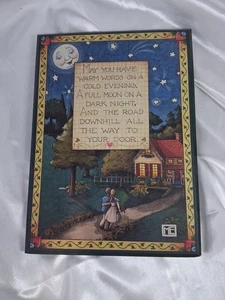 MAY YOU HAVE
WARM WORDS ON A
COLD EVENING,
A FULL MOON ON A
DARK NIGHT,
AND THE ROAD
DOWNHILL ALL
THE WAY TO
YOUR DOOR.
ME